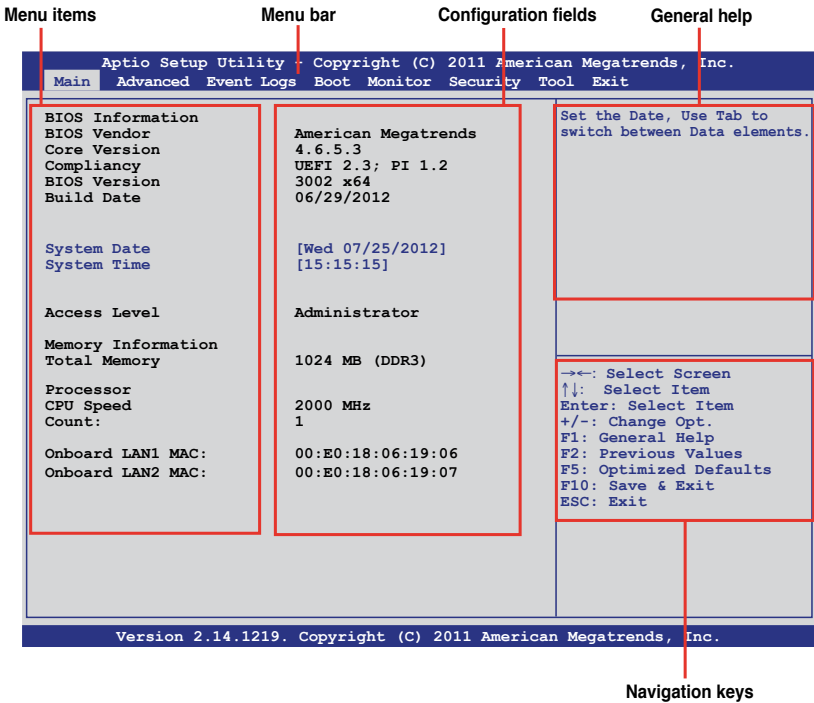 Menu items Menu bar Configuration fields General help
Aptio Setup Utility - Copyright (C) 2011 American Megatrends, Inc.
Main Advanced Event Logs Boot Monitor Security Tool Exit
BIOS Information
BIOS Vendor American Megatrends
Core Version 4.6.5.3
Compliancy UEFI 2.3; PI 1.2
BIOS Version 3002 x64
Build Date 06/29/2012
System Date [Wed 07/25/2012]
System Time [15:15:15]
Access Level Administrator
Memory Information
Total Memory 1024 MB (DDR3)
Processor
CPU Speed 2000 MHz
Count: 1
Onboard LAN1 MAC: 00:E0:18:06:19:06
Onboard LAN2 MAC: 00:E0:18:06:19:07
Set the Date, Use Tab to
switch between Data elements.
→←: Select Screen
↑↓: Select Item
Enter: Select Item
+/-: Change Opt.
F1: General Help
F2: Previous Values
F5: Optimized Defaults
F10: Save & Exit
ESC: Exit
Version 2.14.1219. Copyright (C) 2011 American Megatrends, Inc.
Navigation keys